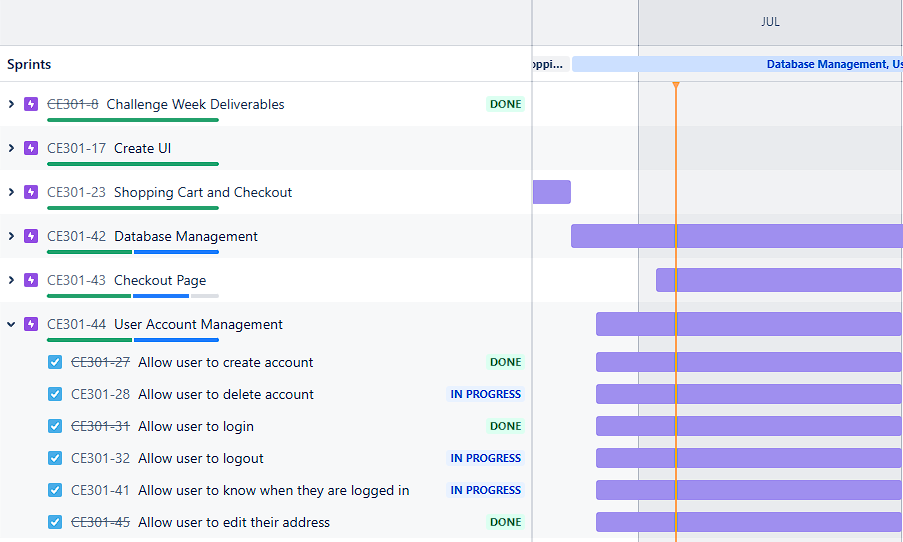 JUL
Sprints
oppi... Database Management, Us
CE301-8 Challenge Week Deliverables DONE
CE301-17 Create UI
CE301-23 Shopping Cart and Checkout
CE301-42 Database Management
CE301-43 Checkout Page
CE301-44 User Account Management
CE301-27 Allow user to create account DONE
CE301-28 Allow user to delete account IN PROGRESS
CE301-31 Allow user to login DONE
CE301-32 Allow user to logout IN PROGRESS
CE301-41 Allow user to know when they are logged in IN PROGRESS
CE301-45 Allow user to edit their address DONE